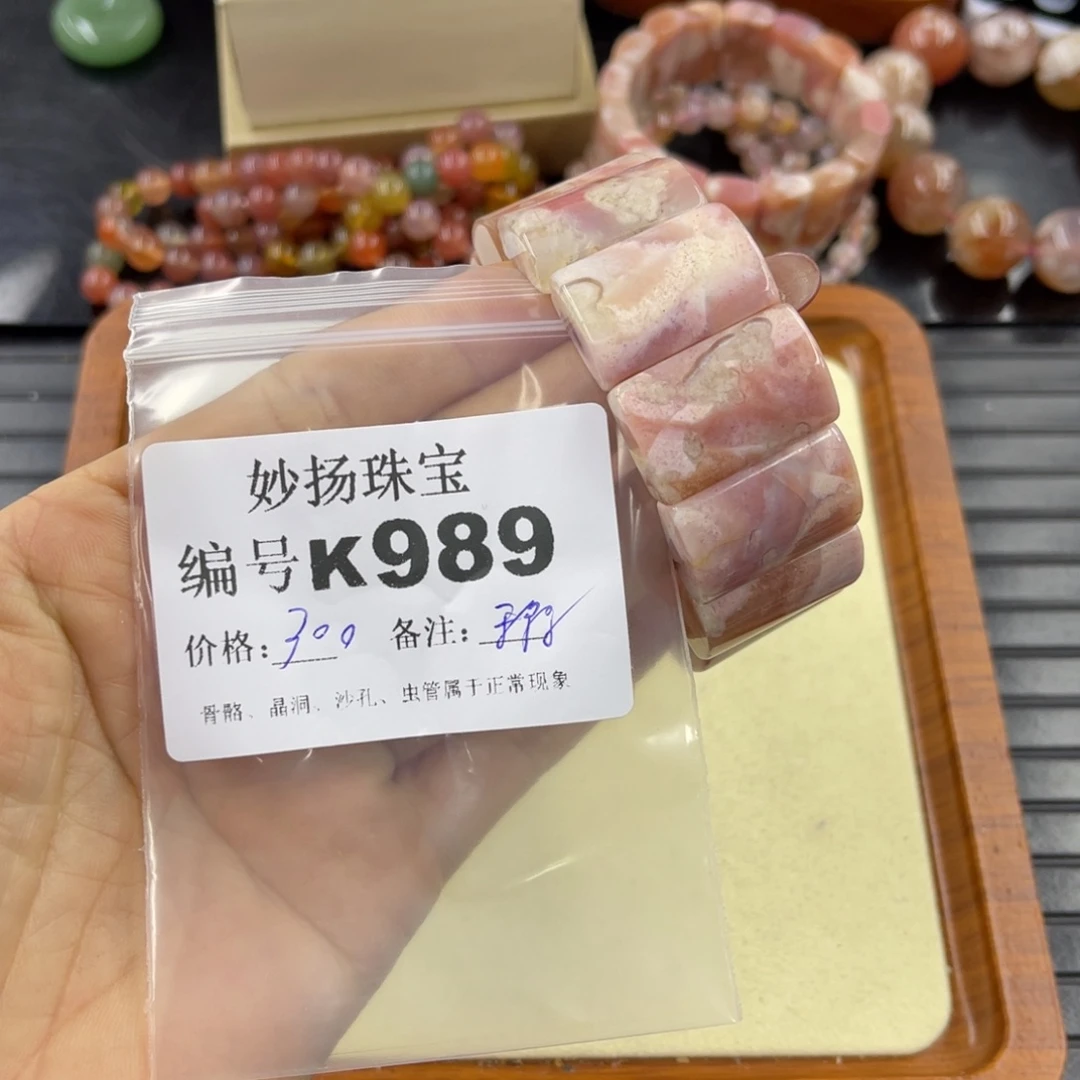 妙扬珠宝
编号K989
价格:300 备注:
骨骼、晶洞、沙孔、虫管属于正常现象